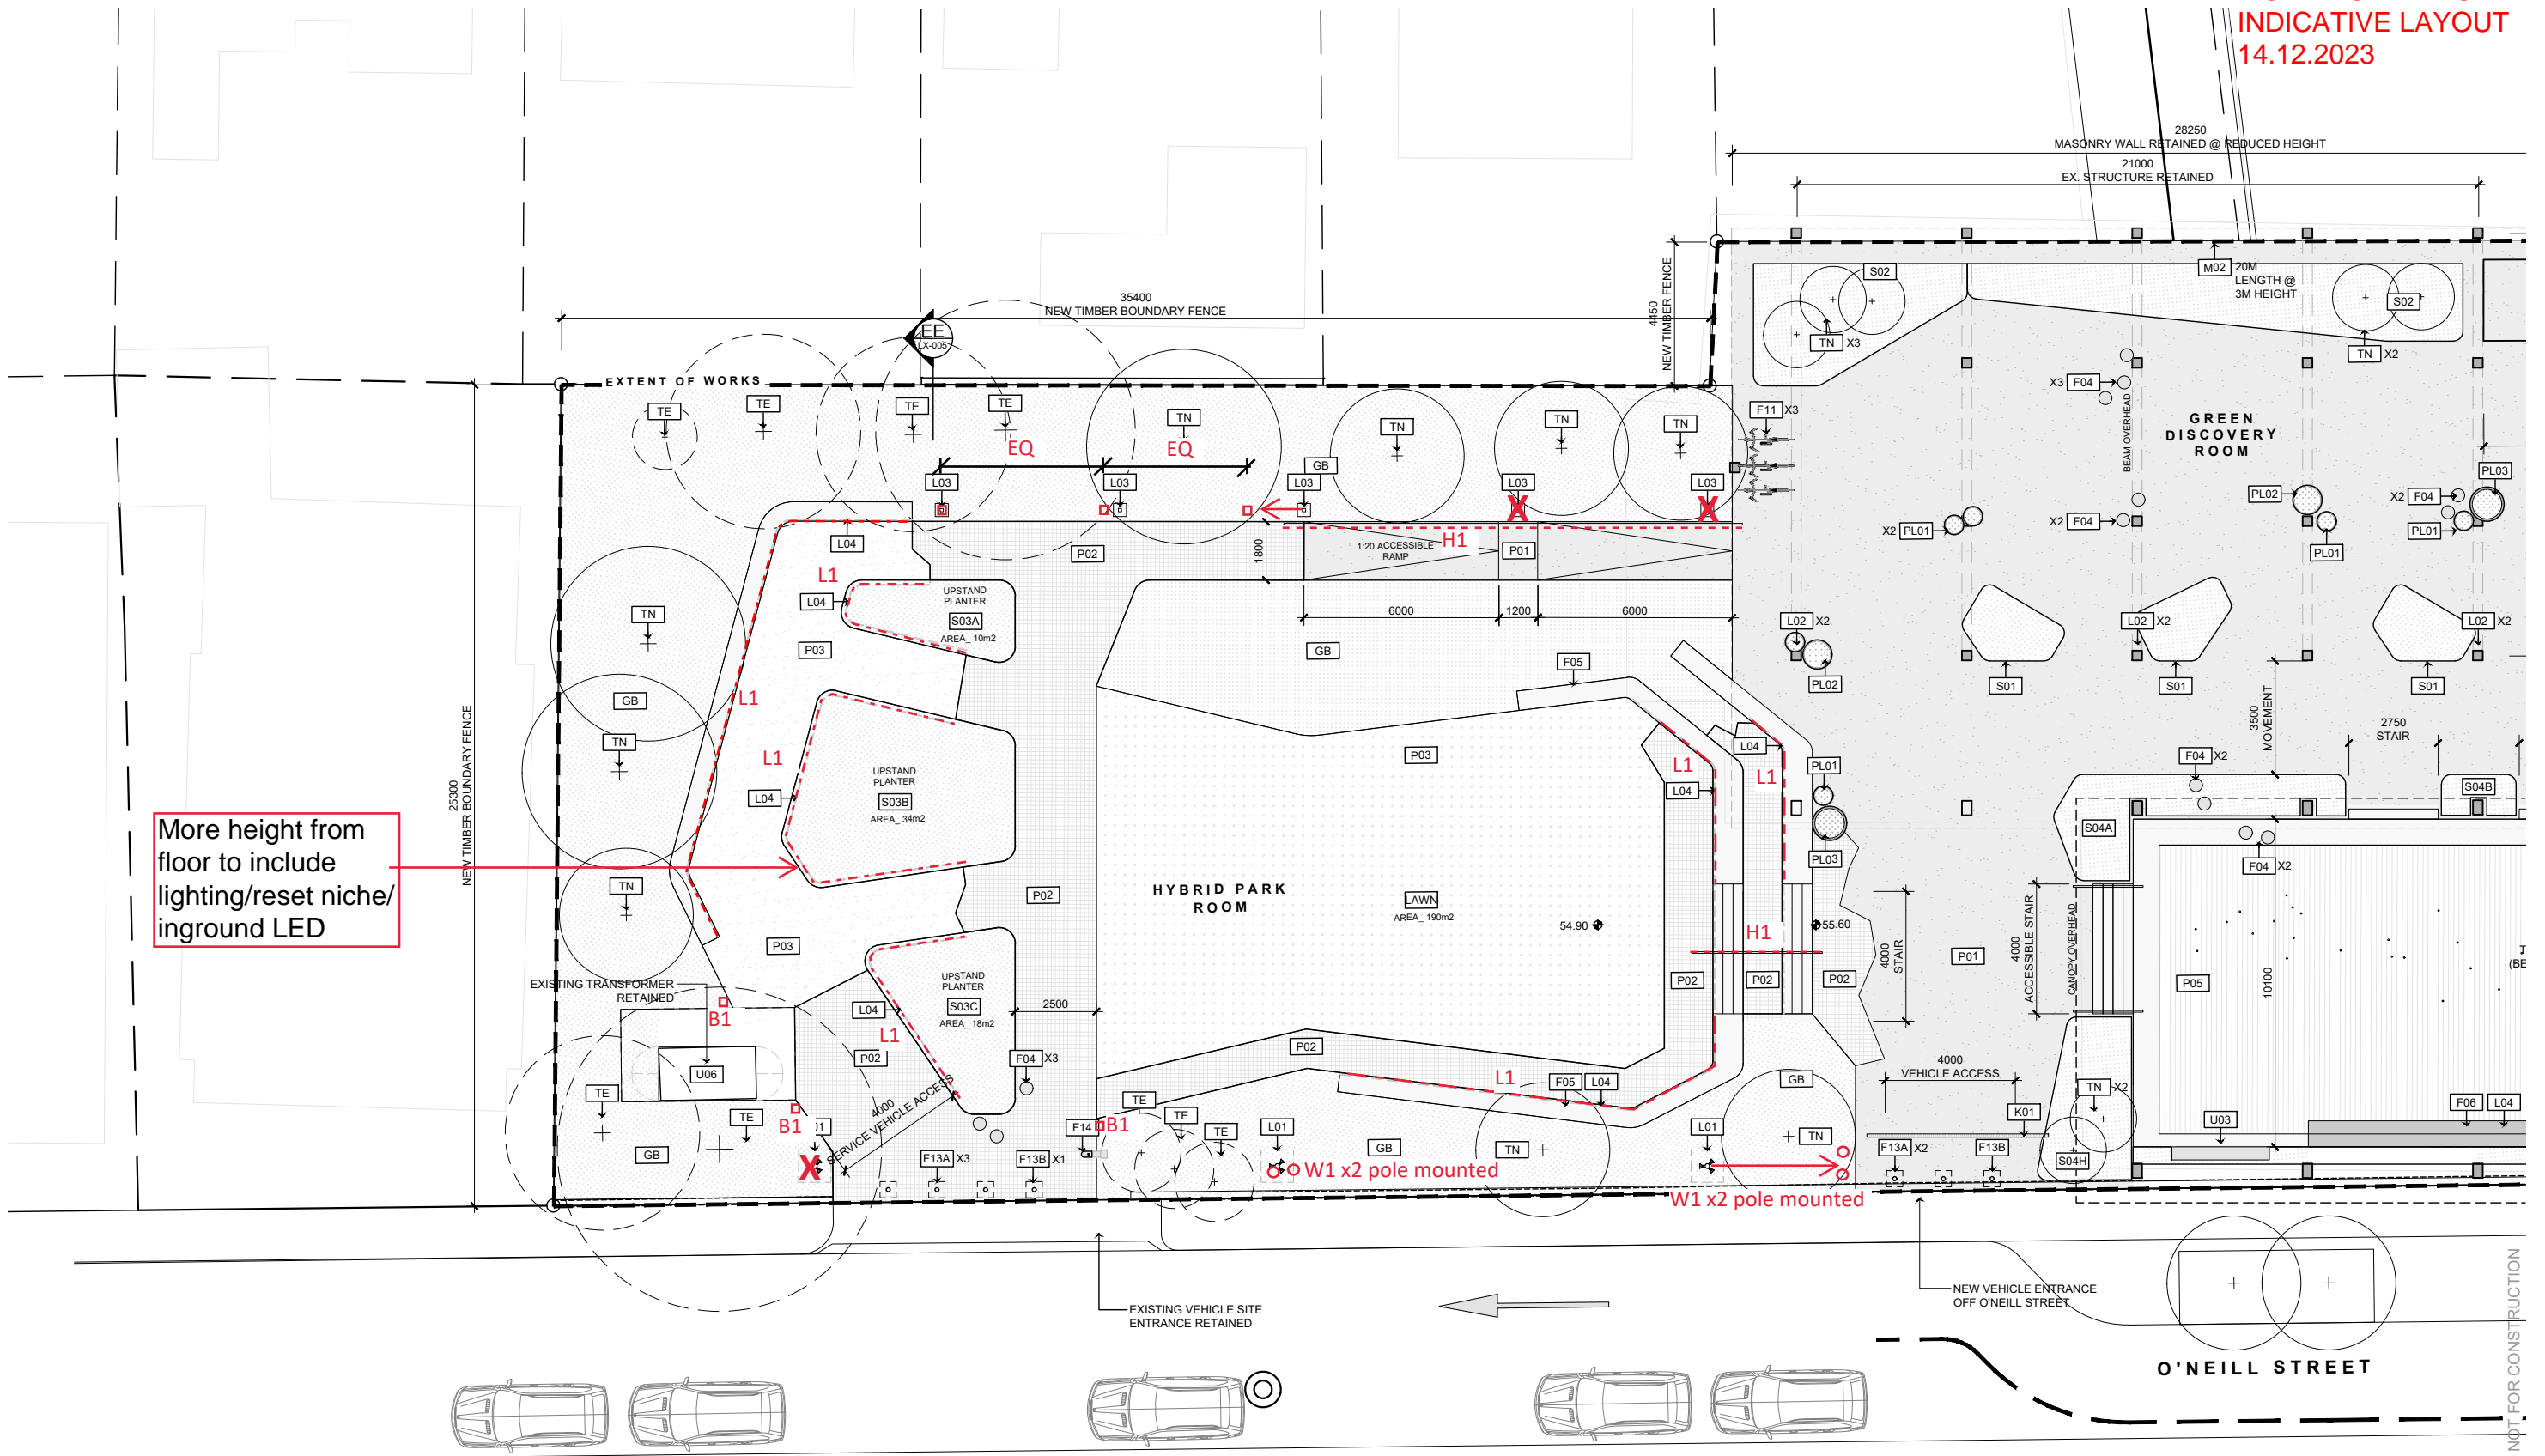 INDICATIVE LAYOUT
14.12.2023
28250
MASONRY WALL RETAINED @ REDUCED HEIGHT
21000
EX. STRUCTURE RETAINED
35400
NEW TIMBER BOUNDARY FENCE
4450
NEW TIMBER FENCE
EE
LX-005
EXTENT OF WORKS
TE
TE
TE
TE
TN
TN
TN
TN
EQ
EQ
GB
L03
L03
L03
L03
L03
X
X
F11 X3
S02
TN X3
M02
20M
LENGTH @
3M HEIGHT
S02
TN X2
X3 F04
BEAM OVERHEAD
GREEN
DISCOVERY
ROOM
PL03
PL02
X2 F04
X2 PL01
X2 F04
PL01
PL01
L04
P02
1800
1:20 ACCESSIBLE
RAMP
H1
P01
L1
L04
UPSTAND
PLANTER
S03A
AREA_ 10m2
6000
1200
6000
TN
P03
GB
F05
L02 X2
L02 X2
L02 X2
PL02
S01
S01
S01
GB
L1
TN
L1
L04
UPSTAND
PLANTER
S03B
AREA_ 34m2
P03
L1
L04
L04
L1
PL01
PL03
3500
MOVEMENT
2750
STAIR
F04 X2
S04B
S04A
F04 X2
25300
NEW TIMBER BOUNDARY FENCE
More height from
floor to include
lighting/reset niche/
inground LED
TN
P02
HYBRID PARK
ROOM
LAWN
AREA_ 190m2
54.90
55.60
H1
P02
P02
P02
4000
STAIR
P01
4000
ACCESSIBLE STAIR
CANOPY OVERHEAD
P05
10100
P03
EXISTING TRANSFORMER
RETAINED
B1
UPSTAND
PLANTER
S03C
AREA_ 18m2
L04
L1
2500
P02
U06
F04 X3
P02
L1
F05
L04
GB
4000
VEHICLE ACCESS
TE
TE
B1
GB
X
4000
SERVICE VEHICLE ACCESS
F13A X3
F13B X1
F14
B1
TE
TE
TE
L01
W1 x2 pole mounted
GB
TN
L01
TN
W1 x2 pole mounted
F13A X2
F13B
K01
TN X2
S04H
U03
F06
L04
EXISTING VEHICLE SITE
ENTRANCE RETAINED
NEW VEHICLE ENTRANCE
OFF O'NEILL STREET
O'NEILL STREET
NOT FOR CONSTRUCTION